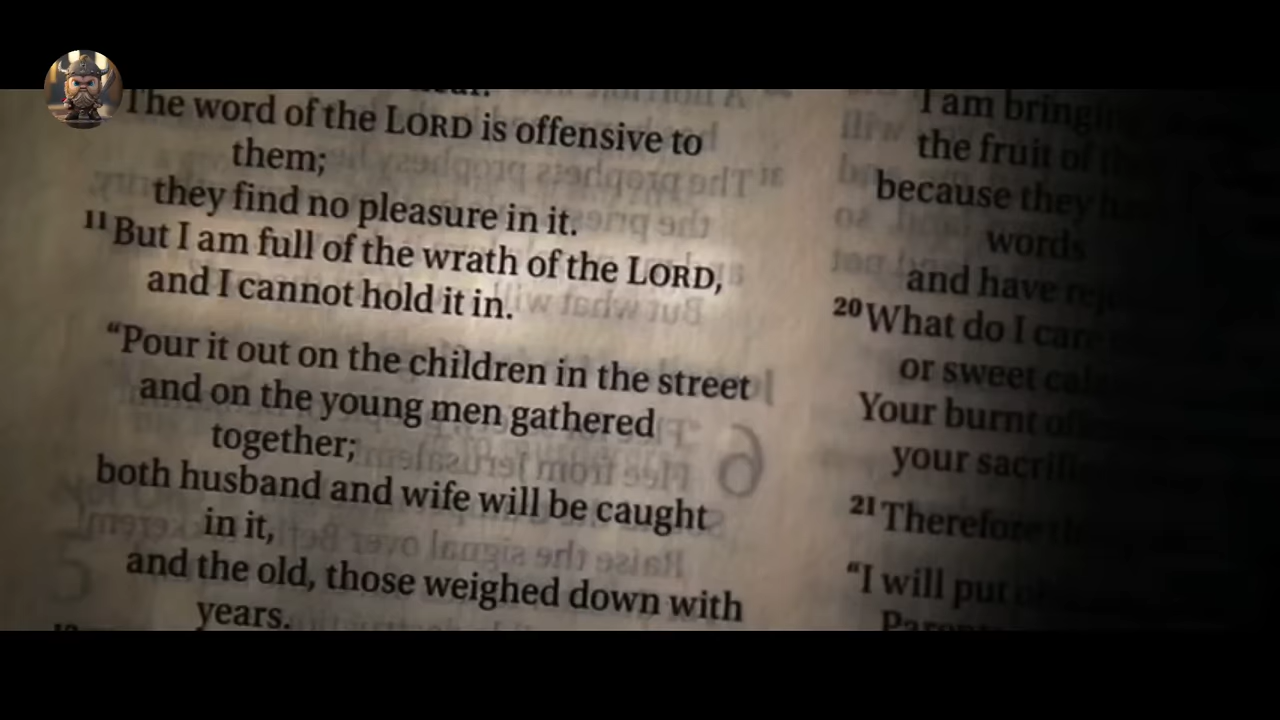 The word of the LORD is offensive to
them;
they find no pleasure in it.
11 But I am full of the wrath of the LORD,
and I cannot hold it in.
“Pour it out on the children in the street
and on the young men gathered
together;
both husband and wife will be caught
in it,
and the old, those weighed down with
years.
I am bringing
the fruit of
because they
words
and have
20 What do I care
or sweet
Your burnt
your
21 Therefore
“I will put